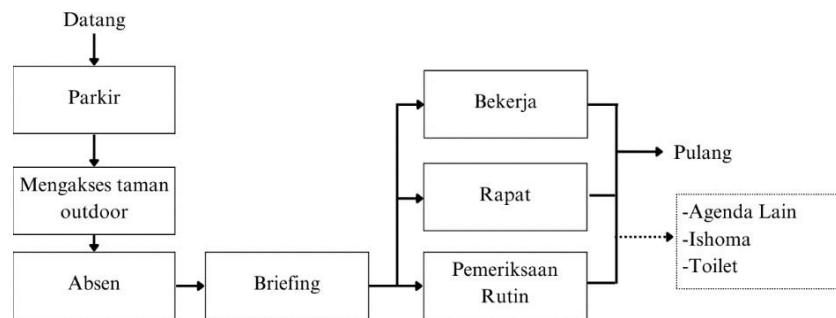 Datang
Parkir
Mengakses taman
outdoor
Absen
Briefing
Bekerja
Rapat
Pemeriksaan
Rutin
Pulang
-Agenda Lain
-Ishoma
-Toilet